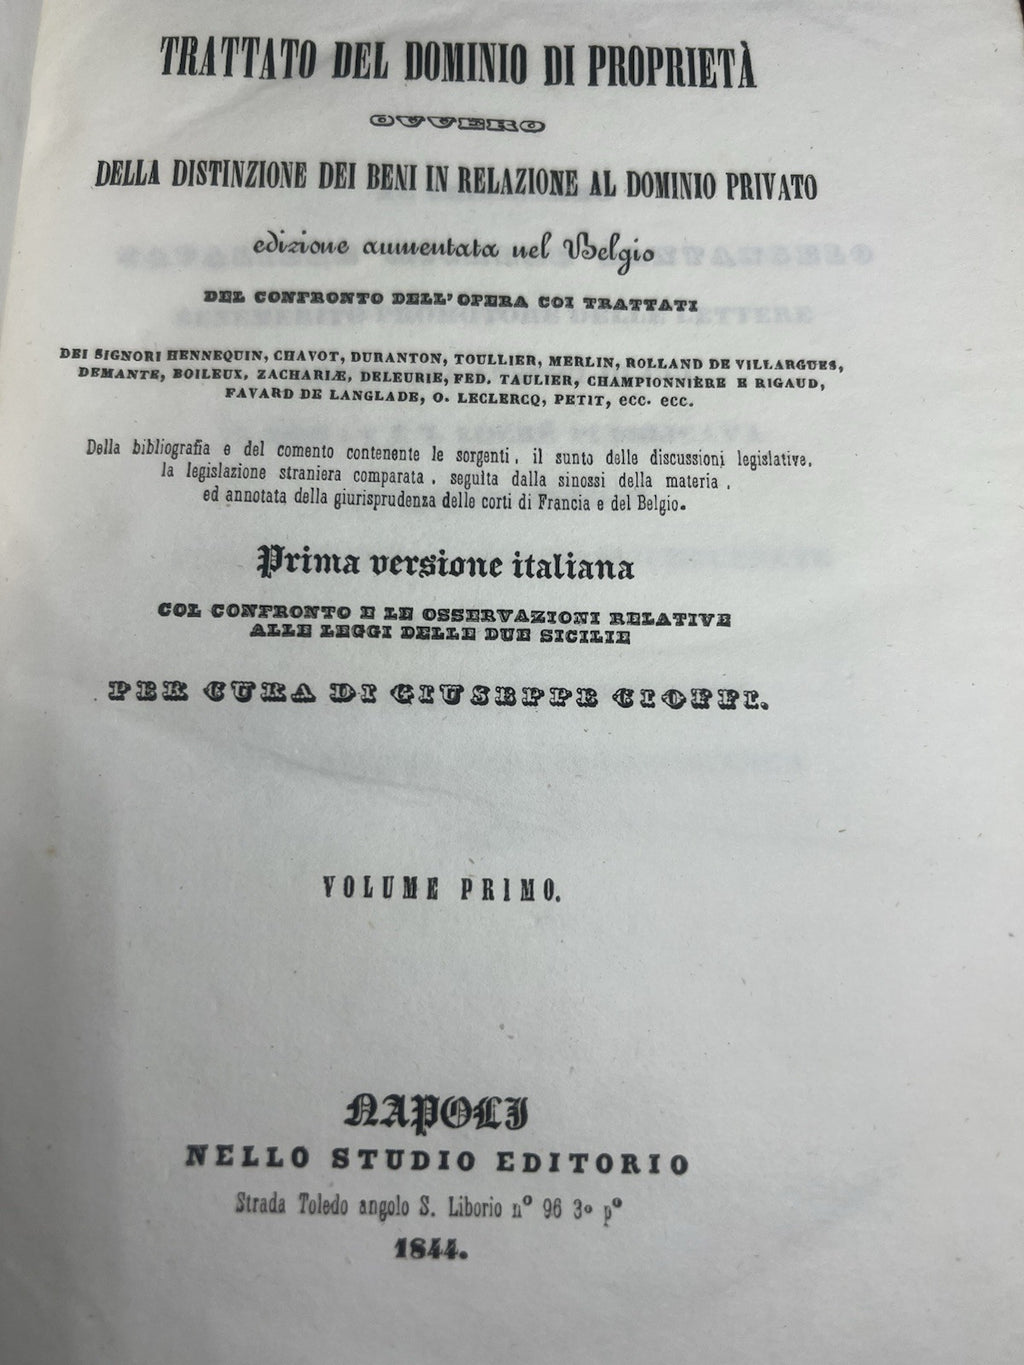 TRATTATO DEL DOMINIO DI PROPRIETÀ
OVVERO
DELLA DISTINZIONE DEI BENI IN RELAZIONE AL DOMINIO PRIVATO
edizione aumentata nel Belgio
DEL CONFRONTO DELL'OPERA COI TRATTATI
DEI SIGNORI HENNEQUIN, CHAVOT, DURANTON, TOULLIER, MERLIN, ROLLAND DE VILLARGUES,
DEMANTE, BOILEUX, ZACHARIÆ, DELEURIE, FED. TAULIER, CHAMPIONNIÈRE E RIGAUD,
FAVARD DE LANGLADE, O. LECLERCQ, PETIT, ecc. ecc.
Della bibliografia e del comento contenente le sorgenti, il sunto delle discussioni legislative,
la legislazione straniera comparata, seguita dalla sinossi della materia,
ed annotata della giurisprudenza delle corti di Francia e del Belgio.
Prima versione italiana
COL CONFRONTO E LE OSSERVAZIONI RELATIVE
ALLE LEGGI DELLE DUE SICILIE
PER CURA DI GIUSEPPE CIOFFI.
VOLUME PRIMO.
NAPOLI
NELLO STUDIO EDITORIO
Strada Toledo angolo S. Liborio nº 96 3º pº
1844.